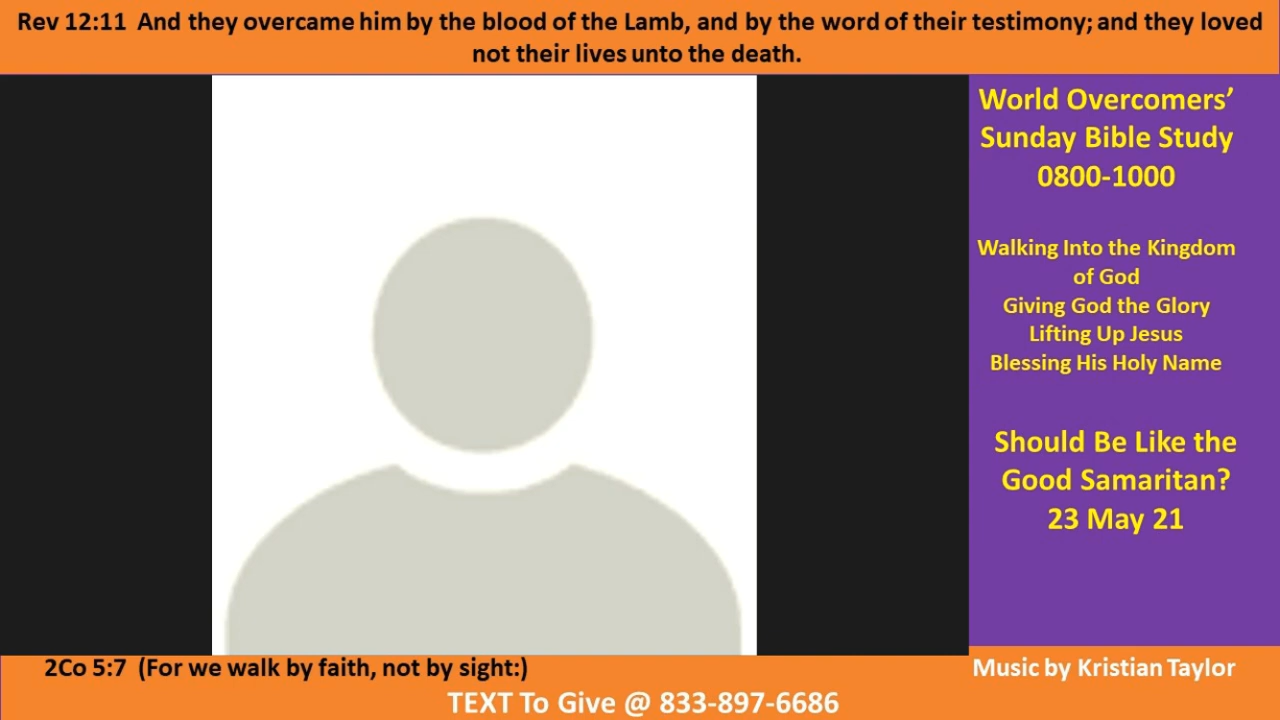 Rev 12:11  And they overcame him by the blood of the Lamb, and by the word of their testimony; and they loved
not their lives unto the death.
World Overcomers’
Sunday Bible Study
0800-1000
Walking Into the Kingdom
of God
Giving God the Glory
Lifting Up Jesus
Blessing His Holy Name
Should Be Like the
Good Samaritan?
23 May 21
2Co 5:7  (For we walk by faith, not by sight:)
Music by Kristian Taylor
TEXT To Give @ 833-897-6686